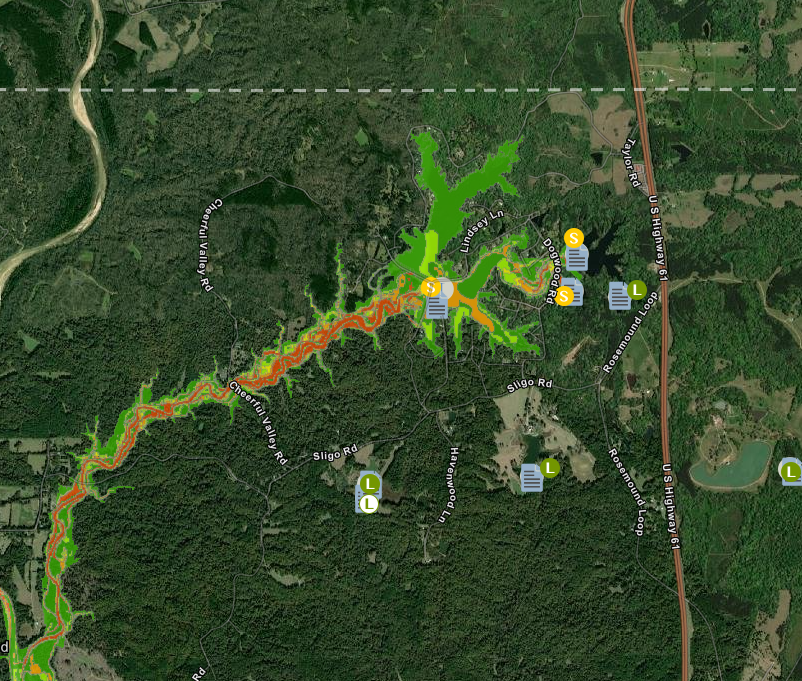 Taylor Rd
U S Highway 61
Cheerful Valley Rd
Lindsey Ln
Dogwood Rd
S
S
S
L
Rosemound Loop
Sligo Rd
Cheerful Valley Rd
Sligo Rd
Havenwood Ln
Rosemound Loop
U S Highway 61
L
L
L
L
d
Rd